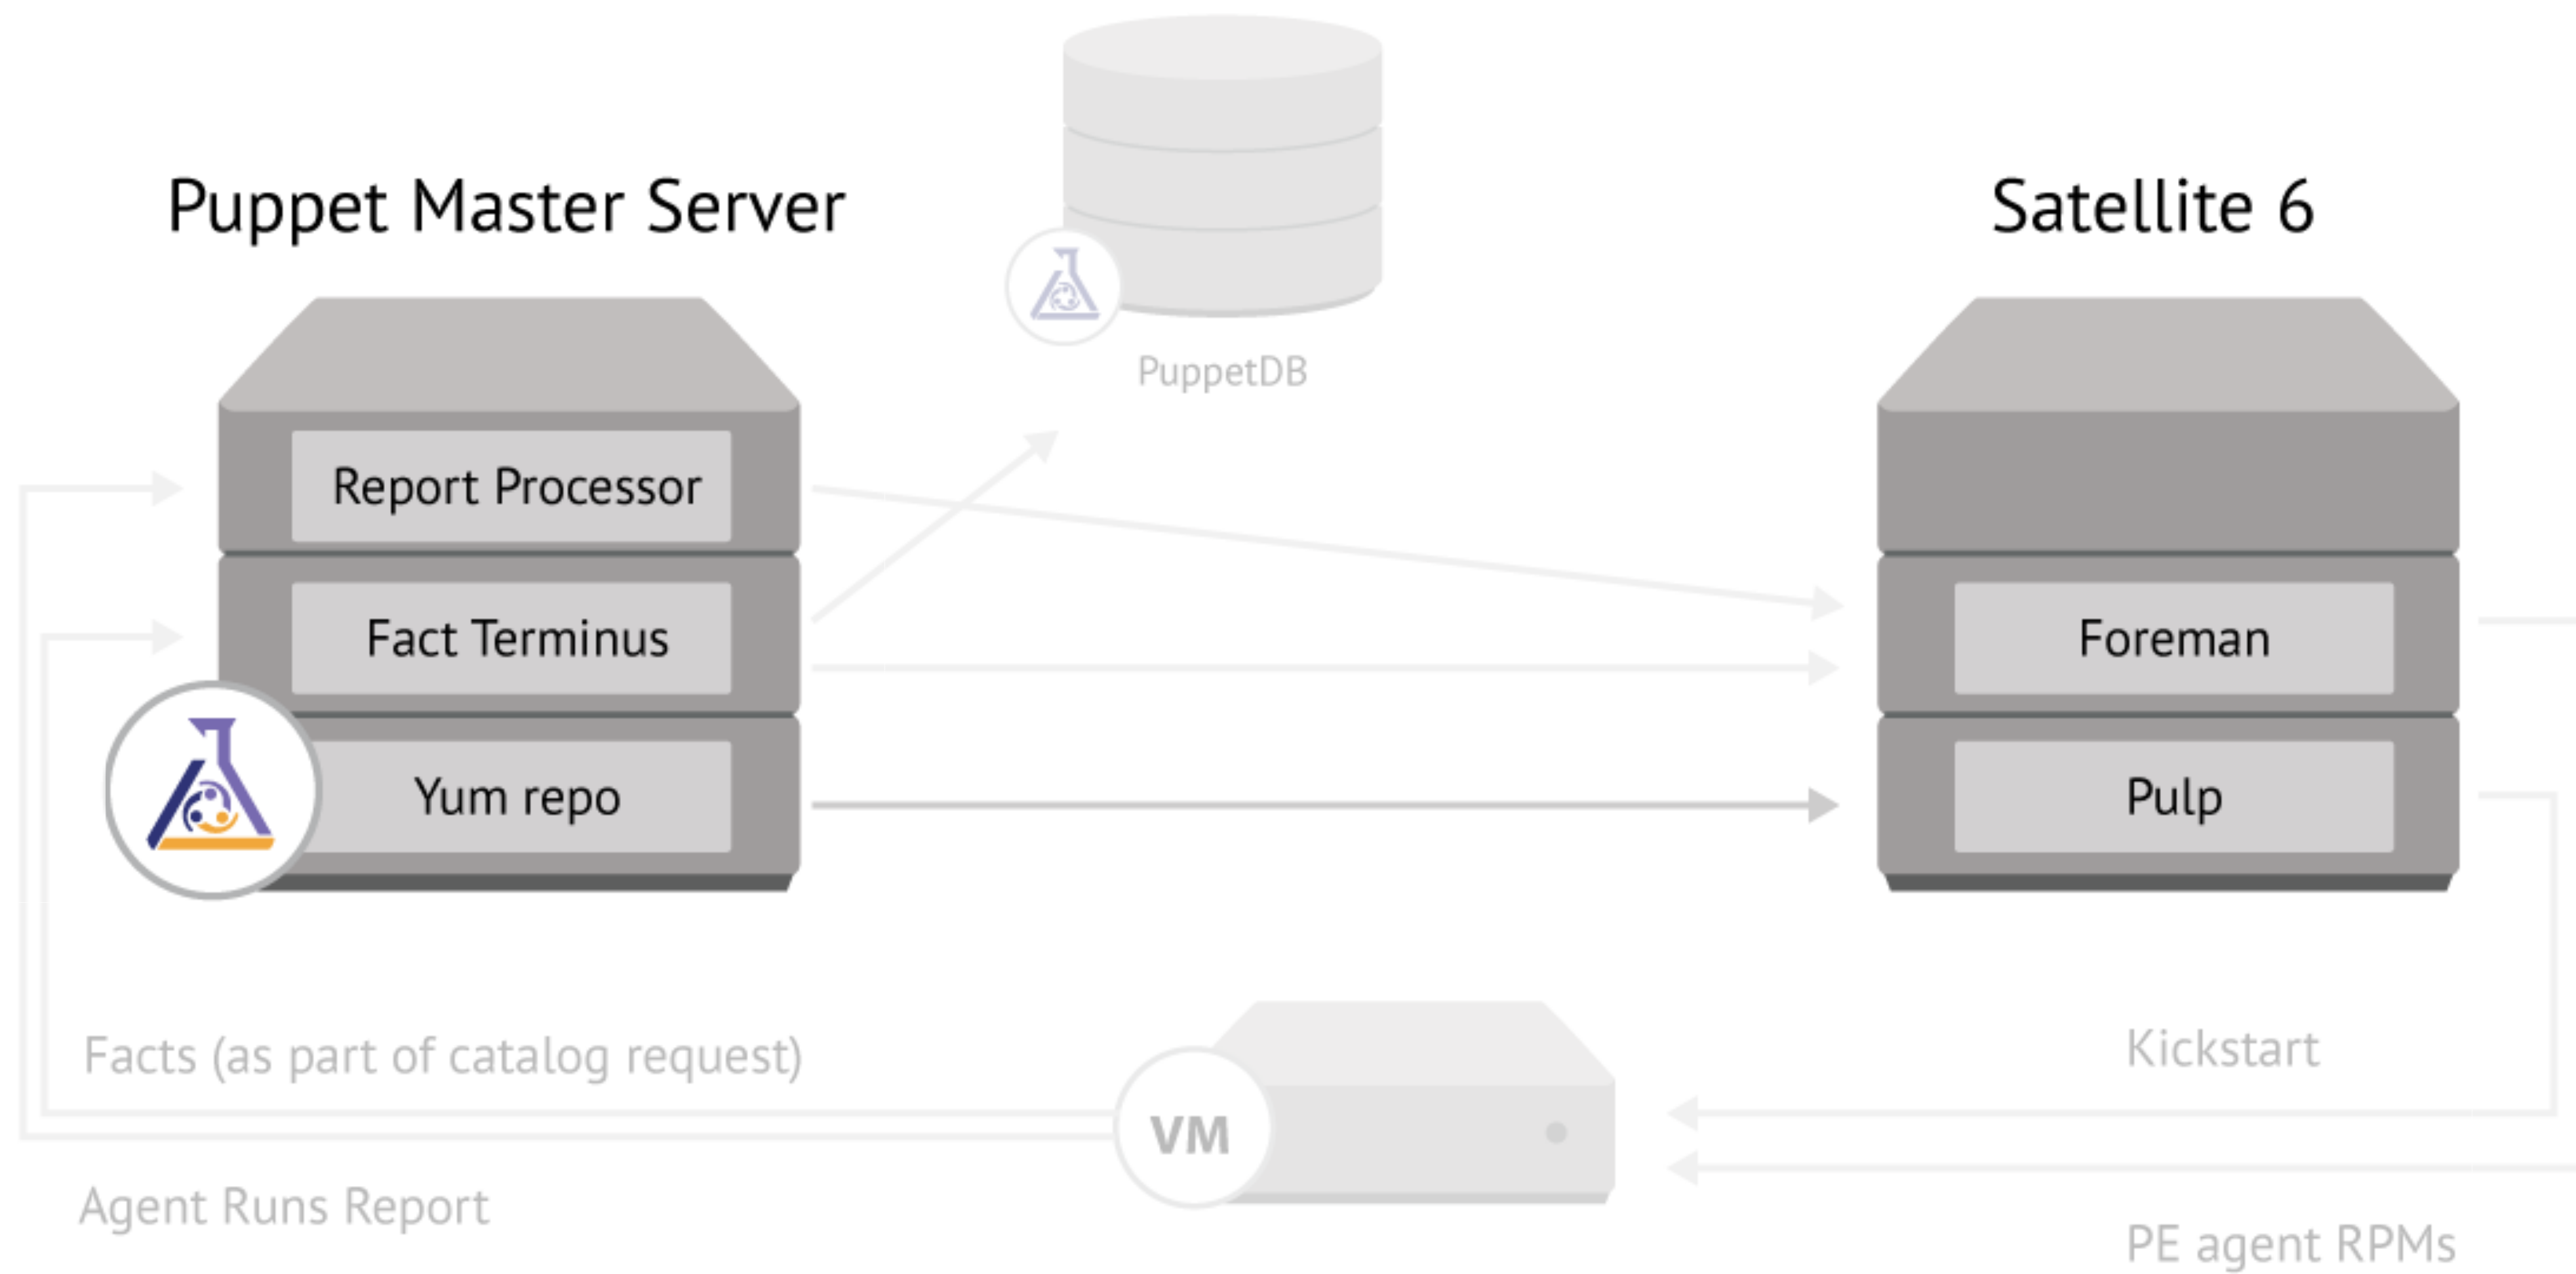 Puppet Master Server
Satellite 6
PuppetDB
Report Processor
Fact Terminus
Foreman
Yum repo
Pulp
Facts (as part of catalog request)
Kickstart
VM
Agent Runs Report
PE agent RPMs